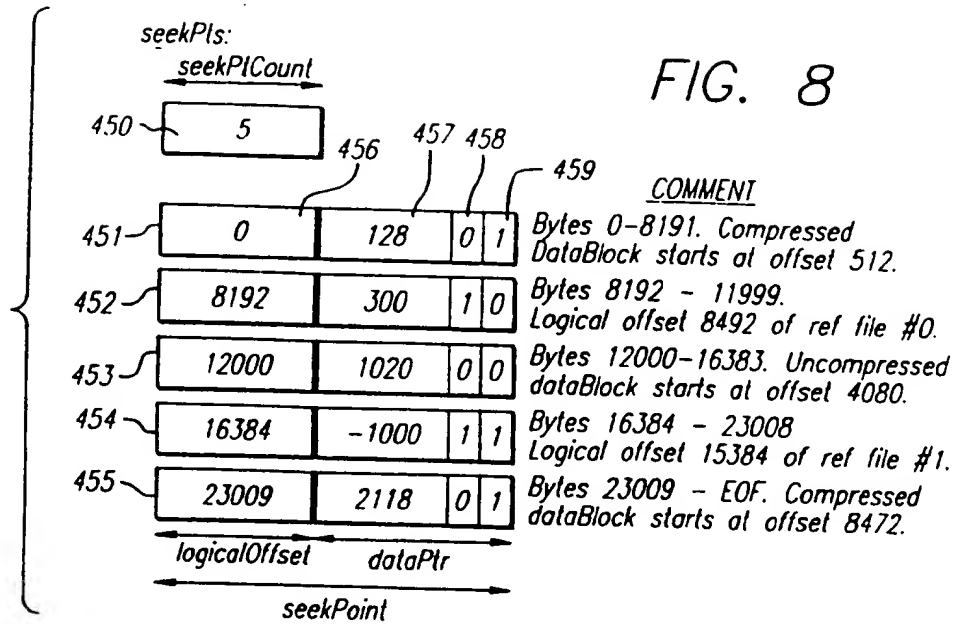 seekPts:
seekPtCount
FIG. 8
450
5
456
457
458
459
COMMENT
451
0
128
0
1
Bytes 0-8191. Compressed
DataBlock starts at offset 512.
452
8192
300
1
0
Bytes 8192 - 11999.
Logical offset 8492 of ref file #0.
453
12000
1020
0
0
Bytes 12000-16383. Uncompressed
dataBlock starts at offset 4080.
454
16384
-1000
1
1
Bytes 16384 - 23008
Logical offset 15384 of ref file #1.
455
23009
2118
0
1
Bytes 23009 - EOF. Compressed
dataBlock starts at offset 8472.
logicalOffset
dataPtr
seekPoint